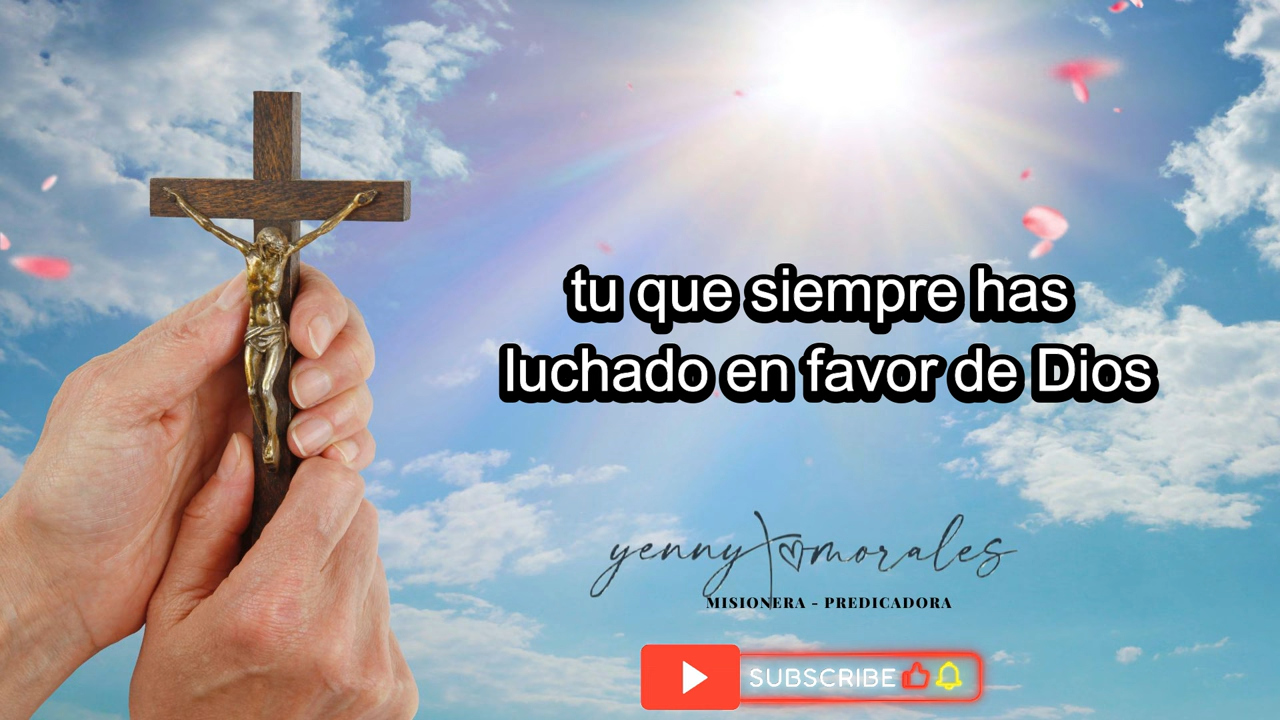 tu que siempre has
luchado en favor de Dios
yenny morales
MISIONERA - PREDICADORA
SUBSCRIBE